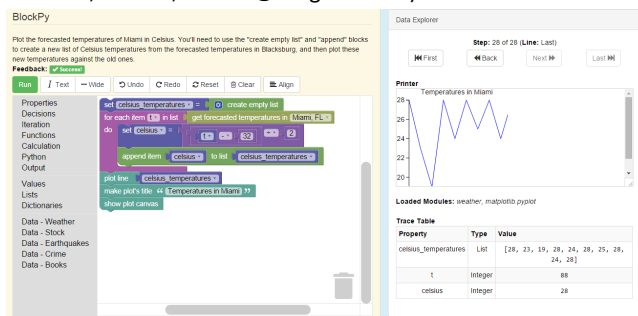 BlockPy
Plot the forecasted temperatures of Miami in Celsius. You'll need to use the "create empty list" and "append" blocks
to create a new list of Celsius temperatures from the forecasted temperatures in Blacksburg, and then plot these
new temperatures against the old ones.
Feedback: ✔ Success!
Run Text Wide Undo Redo Reset Clear Align
Properties
Decisions
Iteration
Functions
Calculation
Python
Output
Values
Lists
Dictionaries
Data - Weather
Data - Stock
Data - Earthquakes
Data - Crime
Data - Books
set celsius_temperatures = create empty list
for each item t in list get forecasted temperatures in Miami, FL
do set celsius = t - 32 ÷ 2
append item celsius to list celsius_temperatures
plot line celsius_temperatures
make plot's title “ Temperatures in Miami ”
show plot canvas
Data Explorer
Step: 28 of 28 (Line: Last)
First Back Next Last
Printer
Temperatures in Miami
28
26
24
22
20
Loaded Modules: weather, matplotlib.pyplot
Trace Table
Property Type Value
celsius_temperatures List [28, 23, 19, 28, 24, 28, 25, 28,
24, 28]
t Integer 88
celsius Integer 28